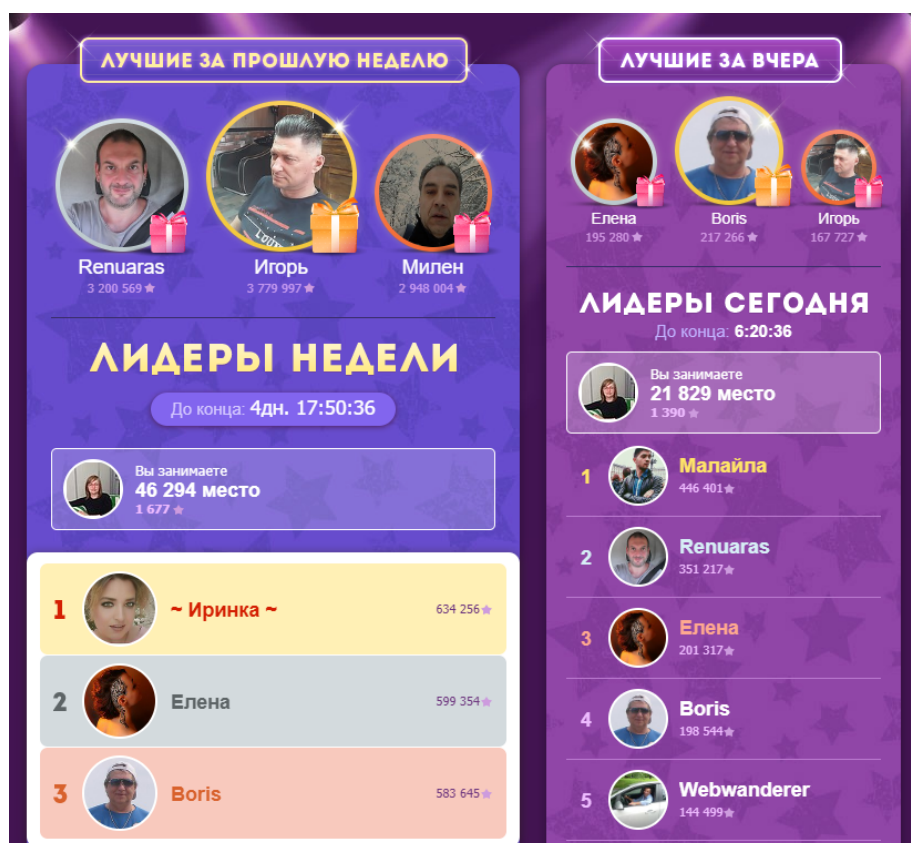 ЛУЧШИЕ ЗА ПРОШЛУЮ НЕДЕЛЮ
Renuaras
3 200 569
Игорь
3 779 997
Милен
2 948 004
ЛИДЕРЫ НЕДЕЛИ
До конца: 4дн. 17:50:36
Вы занимаете
46 294 место
1 677
1 ~ Иринка ~ 634 256
2 Елена 599 354
3 Boris 583 645
ЛУЧШИЕ ЗА ВЧЕРА
Елена
195 280
Boris
217 266
Игорь
167 727
ЛИДЕРЫ СЕГОДНЯ
До конца: 6:20:36
Вы занимаете
21 829 место
1 390
1 Малайла
446 401
2 Renuaras
351 217
3 Елена
201 317
4 Boris
198 544
5 Webwanderer
144 499